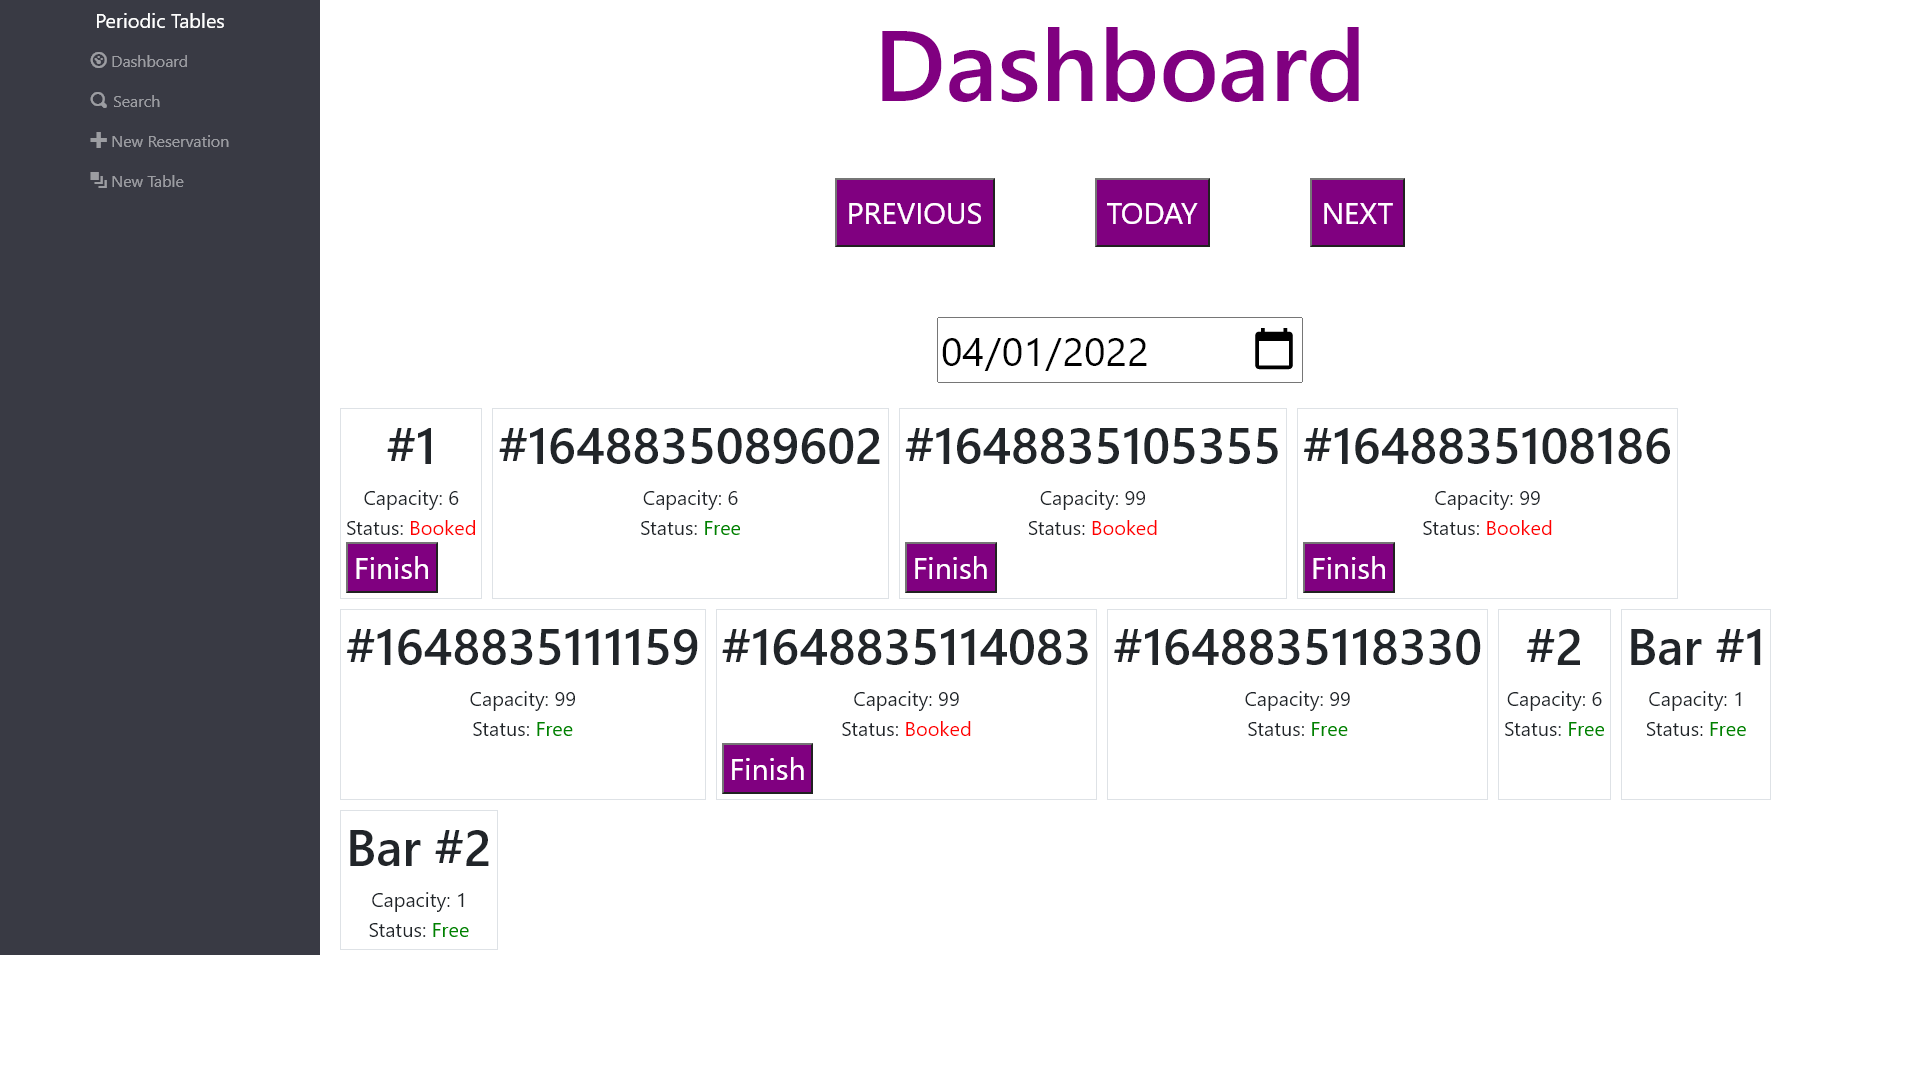 Periodic Tables
Dashboard
Search
New Reservation
New Table
Dashboard
PREVIOUS
TODAY
NEXT
04/01/2022
#1
Capacity: 6
Status: Booked
Finish
#1648835089602
Capacity: 6
Status: Free
#1648835105355
Capacity: 99
Status: Booked
Finish
#1648835108186
Capacity: 99
Status: Booked
Finish
#1648835111159
Capacity: 99
Status: Free
#1648835114083
Capacity: 99
Status: Booked
Finish
#1648835118330
Capacity: 99
Status: Free
#2
Capacity: 6
Status: Free
Bar #1
Capacity: 1
Status: Free
Bar #2
Capacity: 1
Status: Free